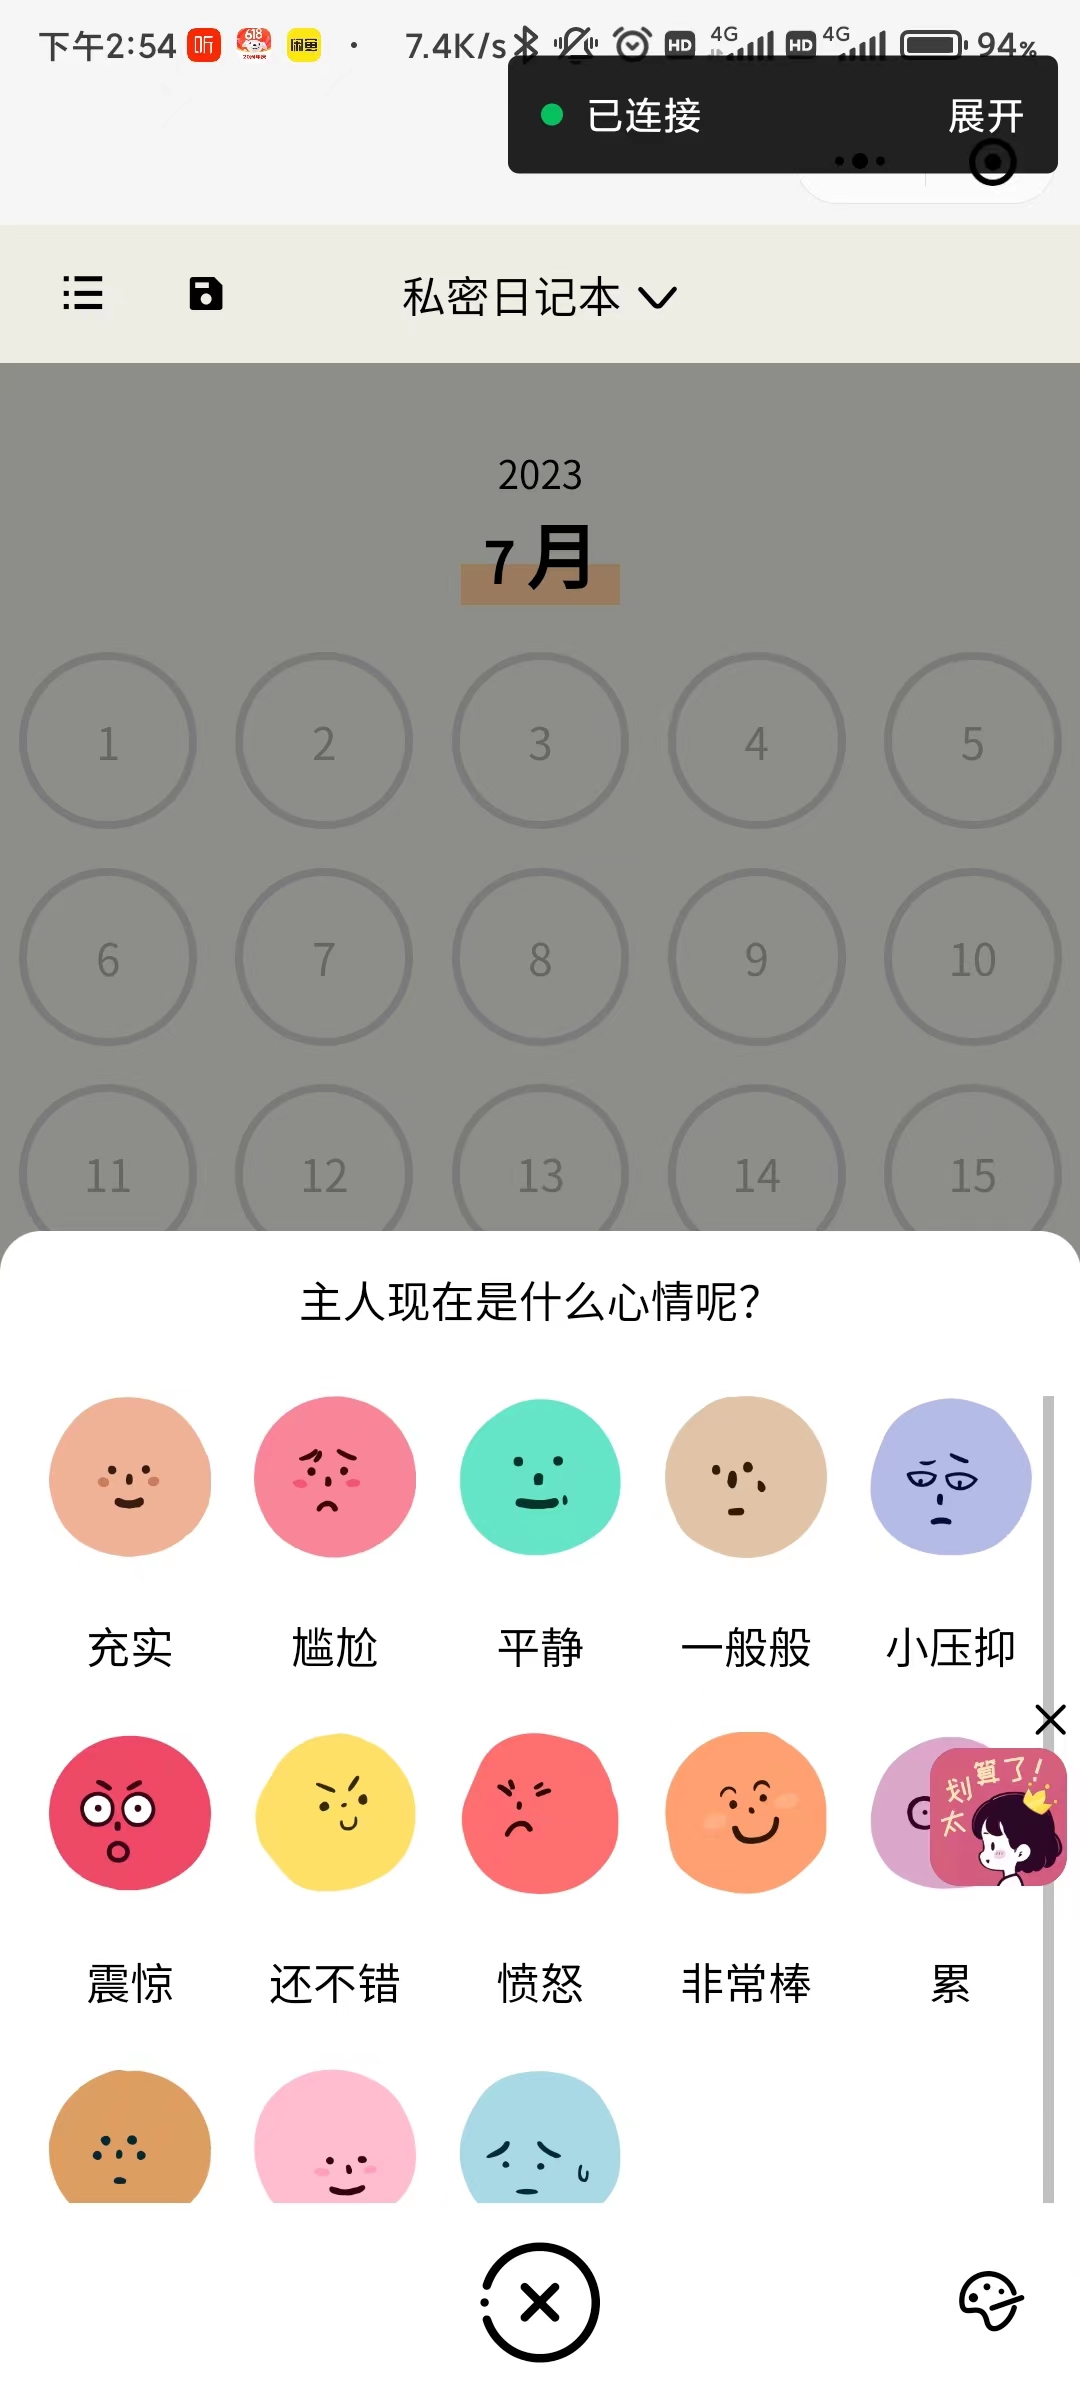 下午2:54 听 618 闲鱼 7.4K/s HD 4G HD 4G 94%
已连接 展开
私密日记本
2023
7月
1 2 3 4 5
6 7 8 9 10
11 12 13 14 15
主人现在是什么心情呢?
充实 尴尬 平静 一般般 小压抑
太划算了!
震惊 还不错 愤怒 非常棒 累